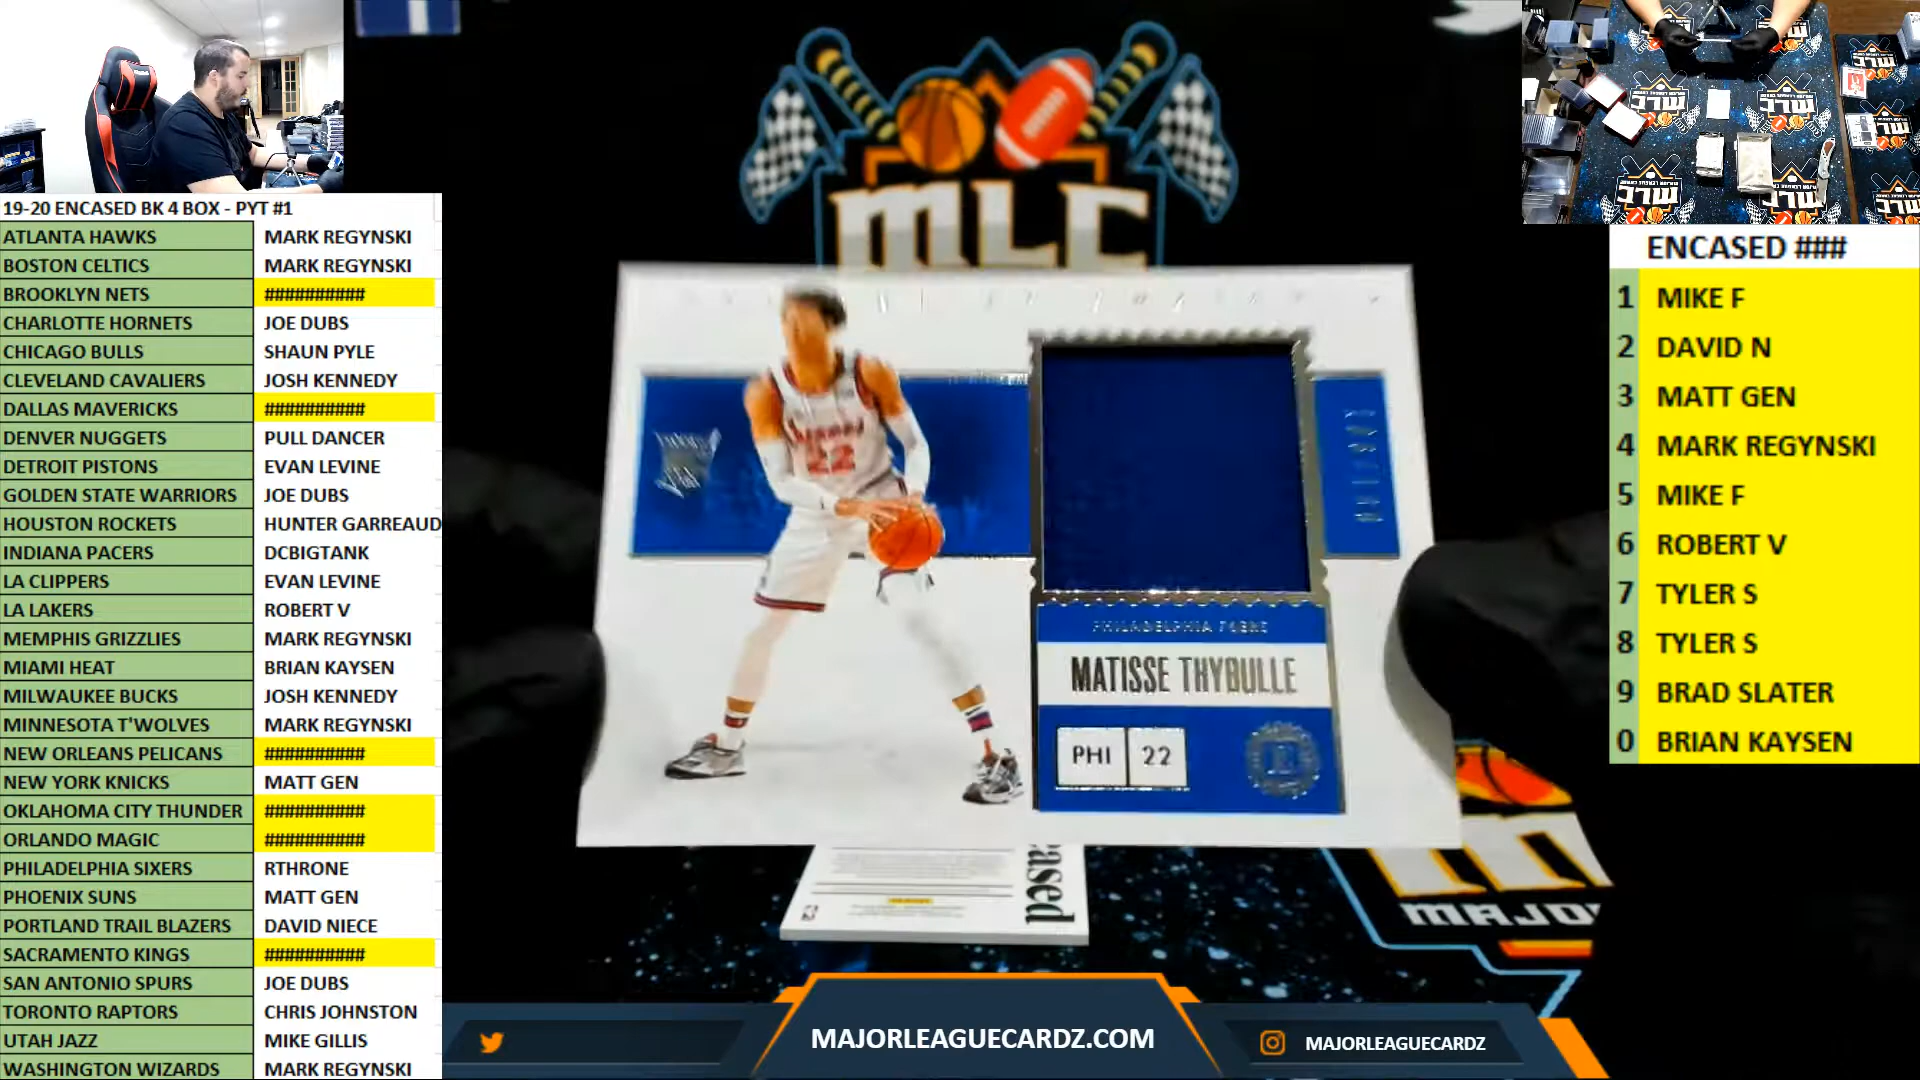 19-20 ENCASED BK 4 BOX - PYT #1
ATLANTA HAWKS MARK REGYNSKI
BOSTON CELTICS MARK REGYNSKI
BROOKLYN NETS ##########
CHARLOTTE HORNETS JOE DUBS
CHICAGO BULLS SHAUN PYLE
CLEVELAND CAVALIERS JOSH KENNEDY
DALLAS MAVERICKS ##########
DENVER NUGGETS PULL DANCER
DETROIT PISTONS EVAN LEVINE
GOLDEN STATE WARRIORS JOE DUBS
HOUSTON ROCKETS HUNTER GARREAUD
INDIANA PACERS DCBIGTANK
LA CLIPPERS EVAN LEVINE
LA LAKERS ROBERT V
MEMPHIS GRIZZLIES MARK REGYNSKI
MIAMI HEAT BRIAN KAYSEN
MILWAUKEE BUCKS JOSH KENNEDY
MINNESOTA T'WOLVES MARK REGYNSKI
NEW ORLEANS PELICANS ##########
NEW YORK KNICKS MATT GEN
OKLAHOMA CITY THUNDER ##########
ORLANDO MAGIC ##########
PHILADELPHIA SIXERS RTHRONE
PHOENIX SUNS MATT GEN
PORTLAND TRAIL BLAZERS DAVID NIECE
SACRAMENTO KINGS ##########
SAN ANTONIO SPURS JOE DUBS
TORONTO RAPTORS CHRIS JOHNSTON
UTAH JAZZ MIKE GILLIS
WASHINGTON WIZARDS MARK REGYNSKI
MLC
22
PHILADELPHIA 76ERS
MATISSE THYBULLE
PHI 22
ased
MAJO
MAJORLEAGUECARDZ.COM
MAJORLEAGUECARDZ
ENCASED ###
1 MIKE F
2 DAVID N
3 MATT GEN
4 MARK REGYNSKI
5 MIKE F
6 ROBERT V
7 TYLER S
8 TYLER S
9 BRAD SLATER
0 BRIAN KAYSEN